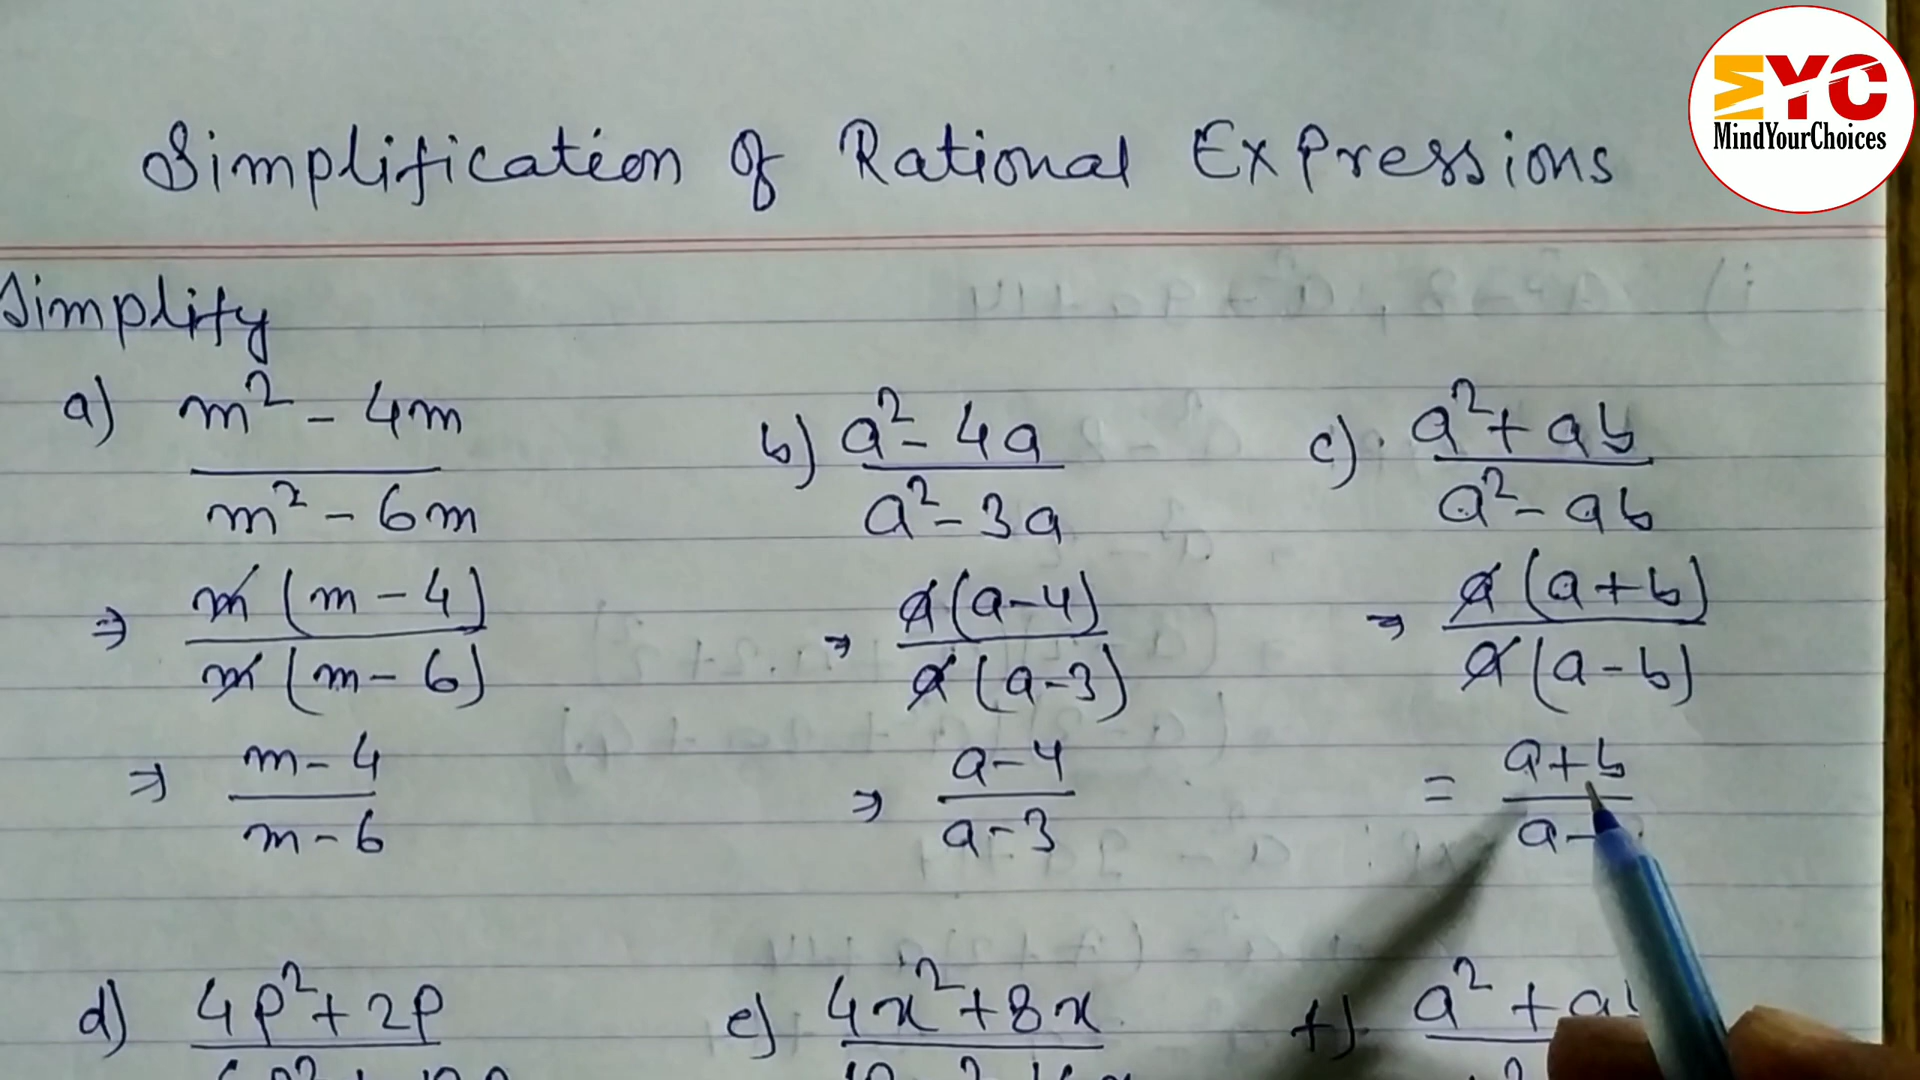 MYC
MindYourChoices
Simplification Of Rational Expressions
Simplify
a) m² - 4m
m² - 6m
⇒ m (m - 4)
m (m - 6)
⇒ m - 4
m - 6
b) a² - 4a
a² - 3a
⇒ a (a - 4)
a (a - 3)
⇒ a - 4
a - 3
c) a² + ab
a² - ab
⇒ a (a + b)
a (a - b)
= a + b
a -
d) 4p² + 2p
e) 4x² + 8x
f) a² + ab